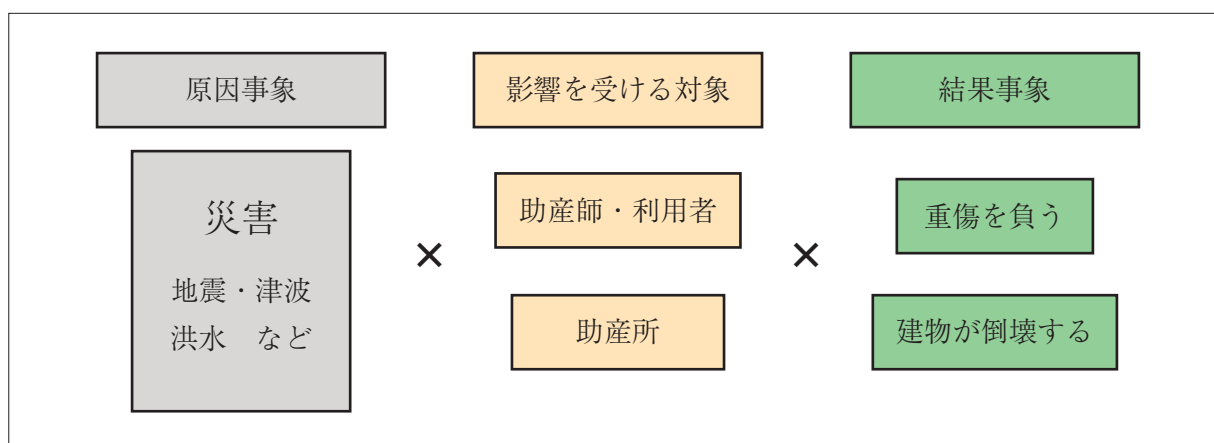 原因事象
影響を受ける対象
結果事象
災害
地震・津波
洪水　など
×
助産師・利用者
助産所
×
重傷を負う
建物が倒壊する